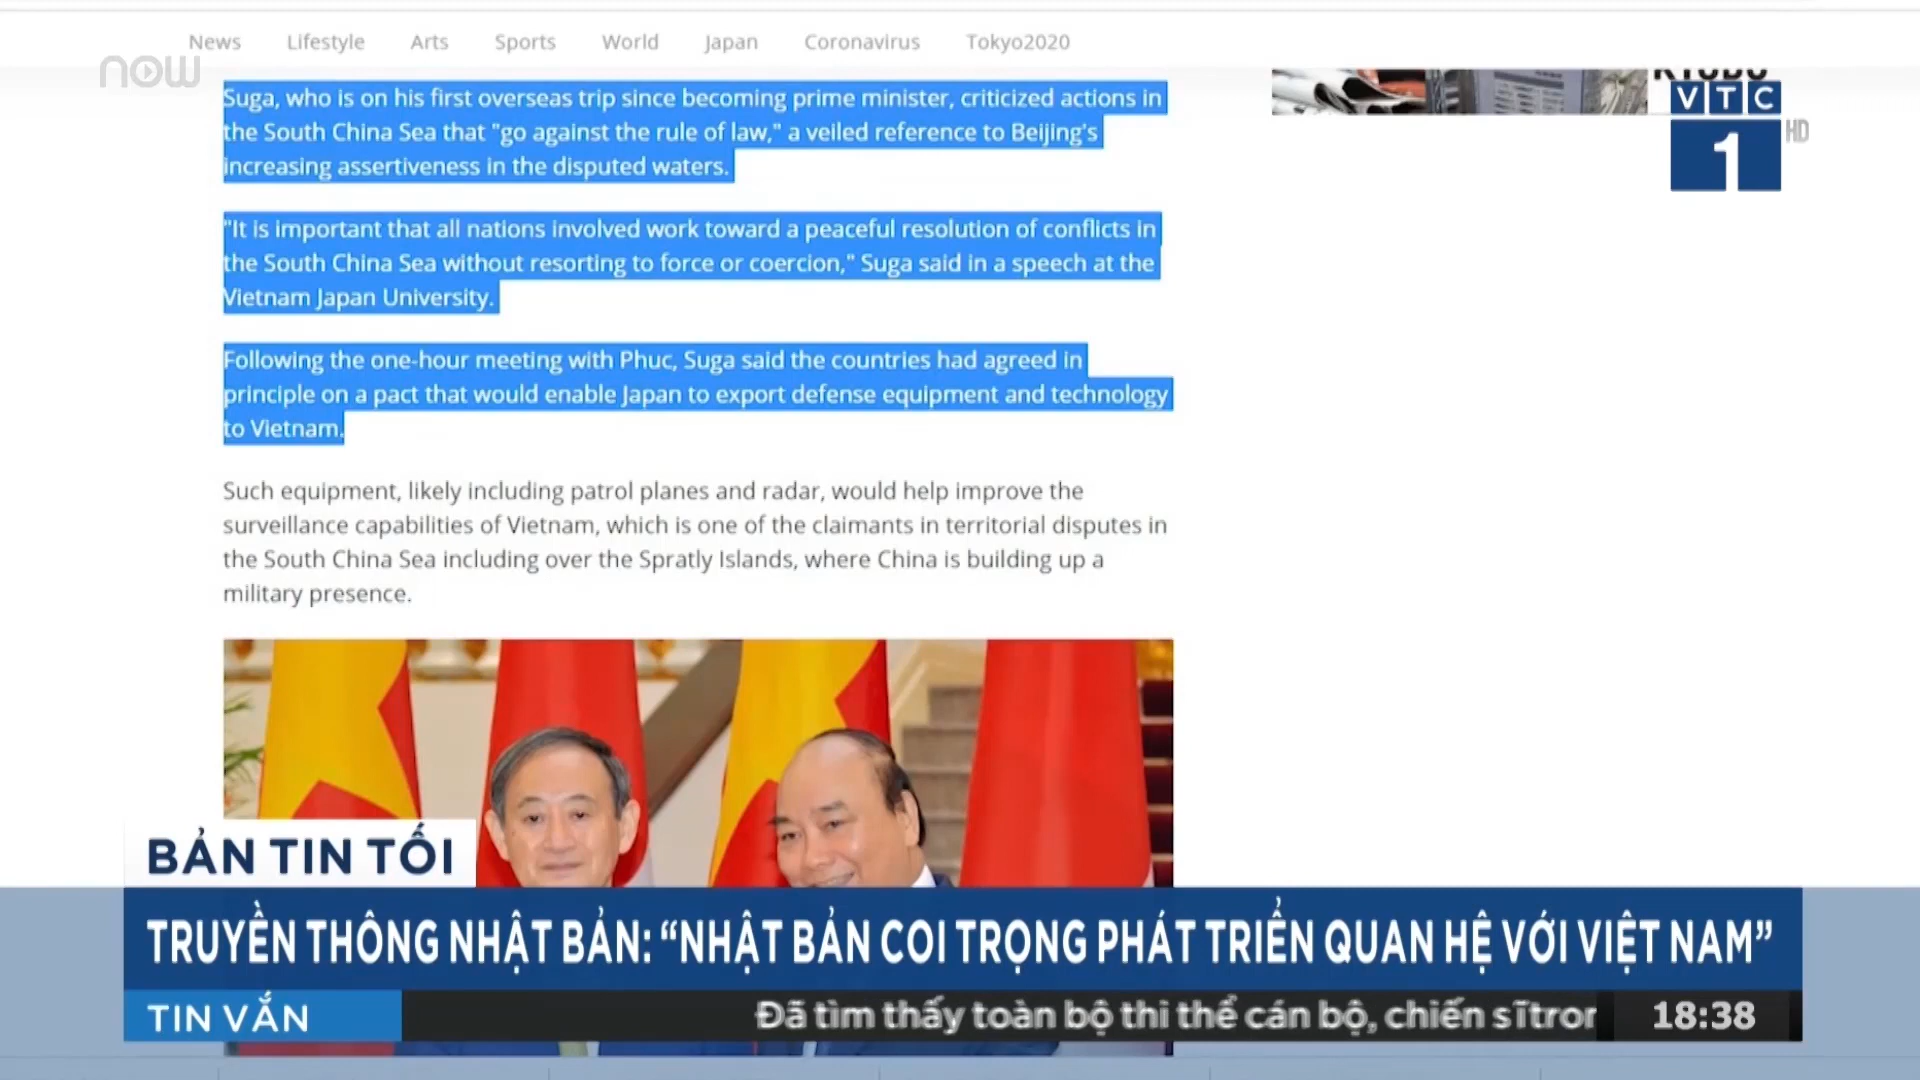 News Lifestyle Arts Sports World Japan Coronavirus Tokyo2020
now
VTC
1
HD
Suga, who is on his first overseas trip since becoming prime minister, criticized actions in
the South China Sea that "go against the rule of law," a veiled reference to Beijing's
increasing assertiveness in the disputed waters.
"It is important that all nations involved work toward a peaceful resolution of conflicts in
the South China Sea without resorting to force or coercion," Suga said in a speech at the
Vietnam Japan University.
Following the one-hour meeting with Phuc, Suga said the countries had agreed in
principle on a pact that would enable Japan to export defense equipment and technology
to Vietnam.
Such equipment, likely including patrol planes and radar, would help improve the
surveillance capabilities of Vietnam, which is one of the claimants in territorial disputes in
the South China Sea including over the Spratly Islands, where China is building up a
military presence.
BẢN TIN TỐI
TRUYỀN THÔNG NHẬT BẢN: “NHẬT BẢN COI TRỌNG PHÁT TRIỂN QUAN HỆ VỚI VIỆT NAM”
TIN VẮN
Đã tìm thấy toàn bộ thi thể cán bộ, chiến sĩ
18:38